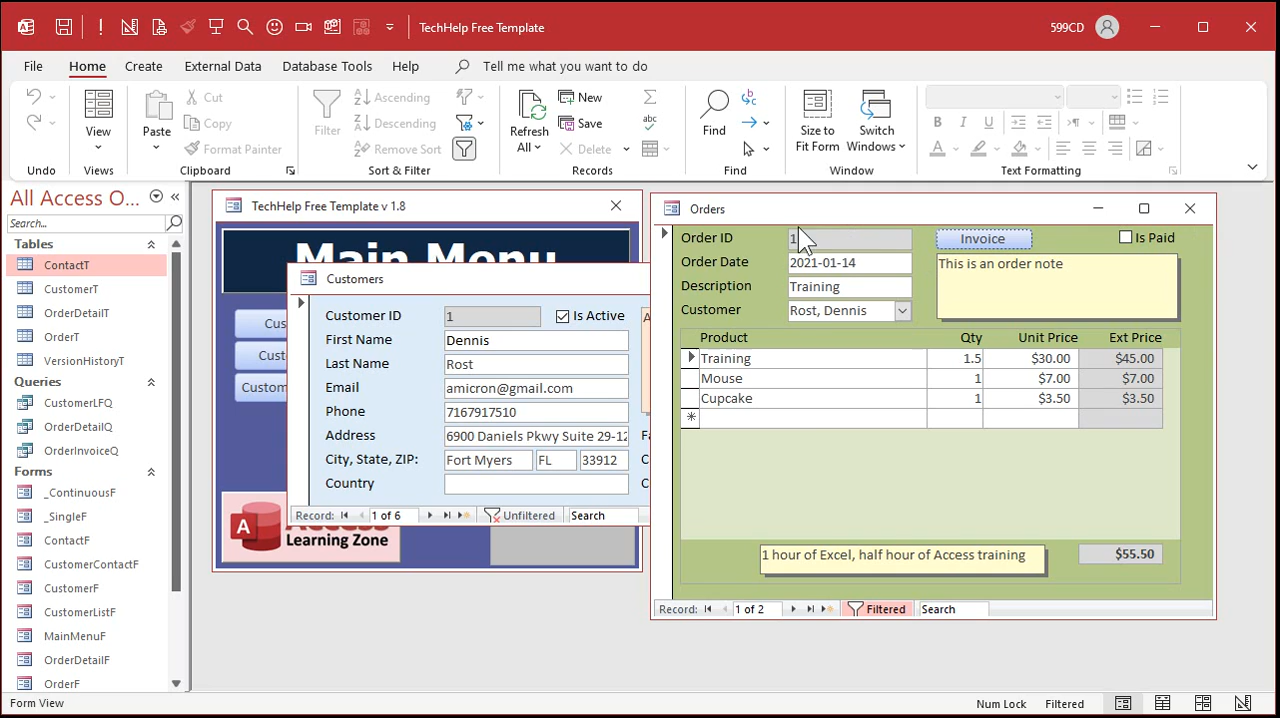 TechHelp Free Template
599CD
File Home Create External Data Database Tools Help Tell me what you want to do
View
Views
Undo
Paste
Cut
Copy
Format Painter
Clipboard
Filter
Ascending
Descending
Remove Sort
Sort & Filter
Refresh
All
New
Save
Delete
Records
Find
Find
Size to
Fit Form
Switch
Windows
Window
B I U
A
Text Formatting
All Access O...
Search...
Tables
ContactT
CustomerT
OrderDetailT
OrderT
VersionHistoryT
Queries
CustomerLFQ
OrderDetailQ
OrderInvoiceQ
Forms
_ContinuousF
_SingleF
ContactF
CustomerContactF
CustomerF
CustomerListF
MainMenuF
OrderDetailF
OrderF
TechHelp Free Template v 1.8
Main Menu
Cus
Custo
Custom
A
Learning Zone
Customers
Customer ID 1 Is Active
First Name Dennis
Last Name Rost
Email amicron@gmail.com
Phone 7167917510
Address 6900 Daniels Pkwy Suite 29-12
City, State, ZIP: Fort Myers FL 33912
Country
Record: 1 of 6 Unfiltered Search
Orders
Order ID 1 Invoice Is Paid
Order Date 2021-01-14
Description Training
Customer Rost, Dennis
This is an order note
Product Qty Unit Price Ext Price
Training 1.5 $30.00 $45.00
Mouse 1 $7.00 $7.00
Cupcake 1 $3.50 $3.50
1 hour of Excel, half hour of Access training $55.50
Record: 1 of 2 Filtered Search
Form View
Num Lock Filtered